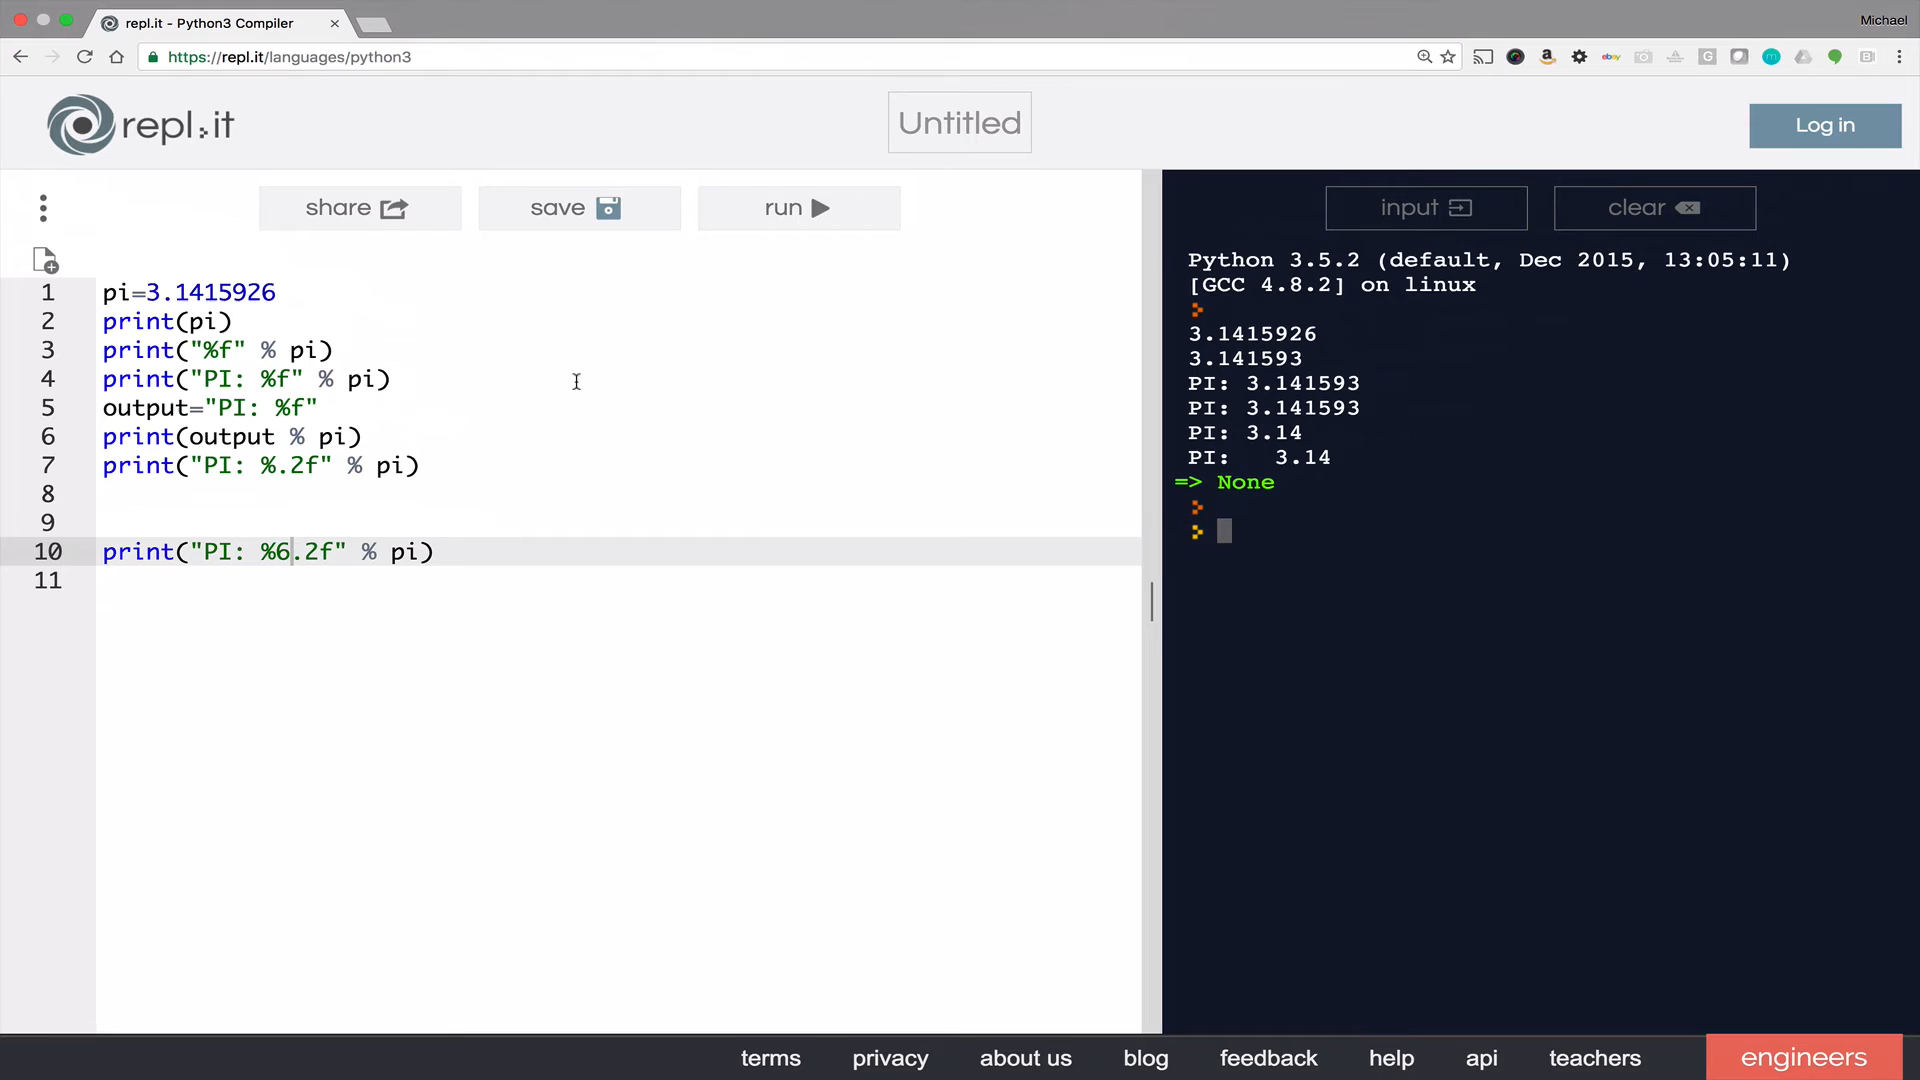 repl.it - Python3 Compiler
Michael
https://repl.it/languages/python3
repl.it
Untitled
Log in
share
save
run
input
clear
1 pi=3.1415926
2 print(pi)
3 print("%f" % pi)
4 print("PI: %f" % pi)
5 output="PI: %f"
6 print(output % pi)
7 print("PI: %.2f" % pi)
8
9
10 print("PI: %6.2f" % pi)
11
Python 3.5.2 (default, Dec 2015, 13:05:11)
[GCC 4.8.2] on linux
3.1415926
3.141593
PI: 3.141593
PI: 3.141593
PI: 3.14
PI:   3.14
=> None
terms
privacy
about us
blog
feedback
help
api
teachers
engineers